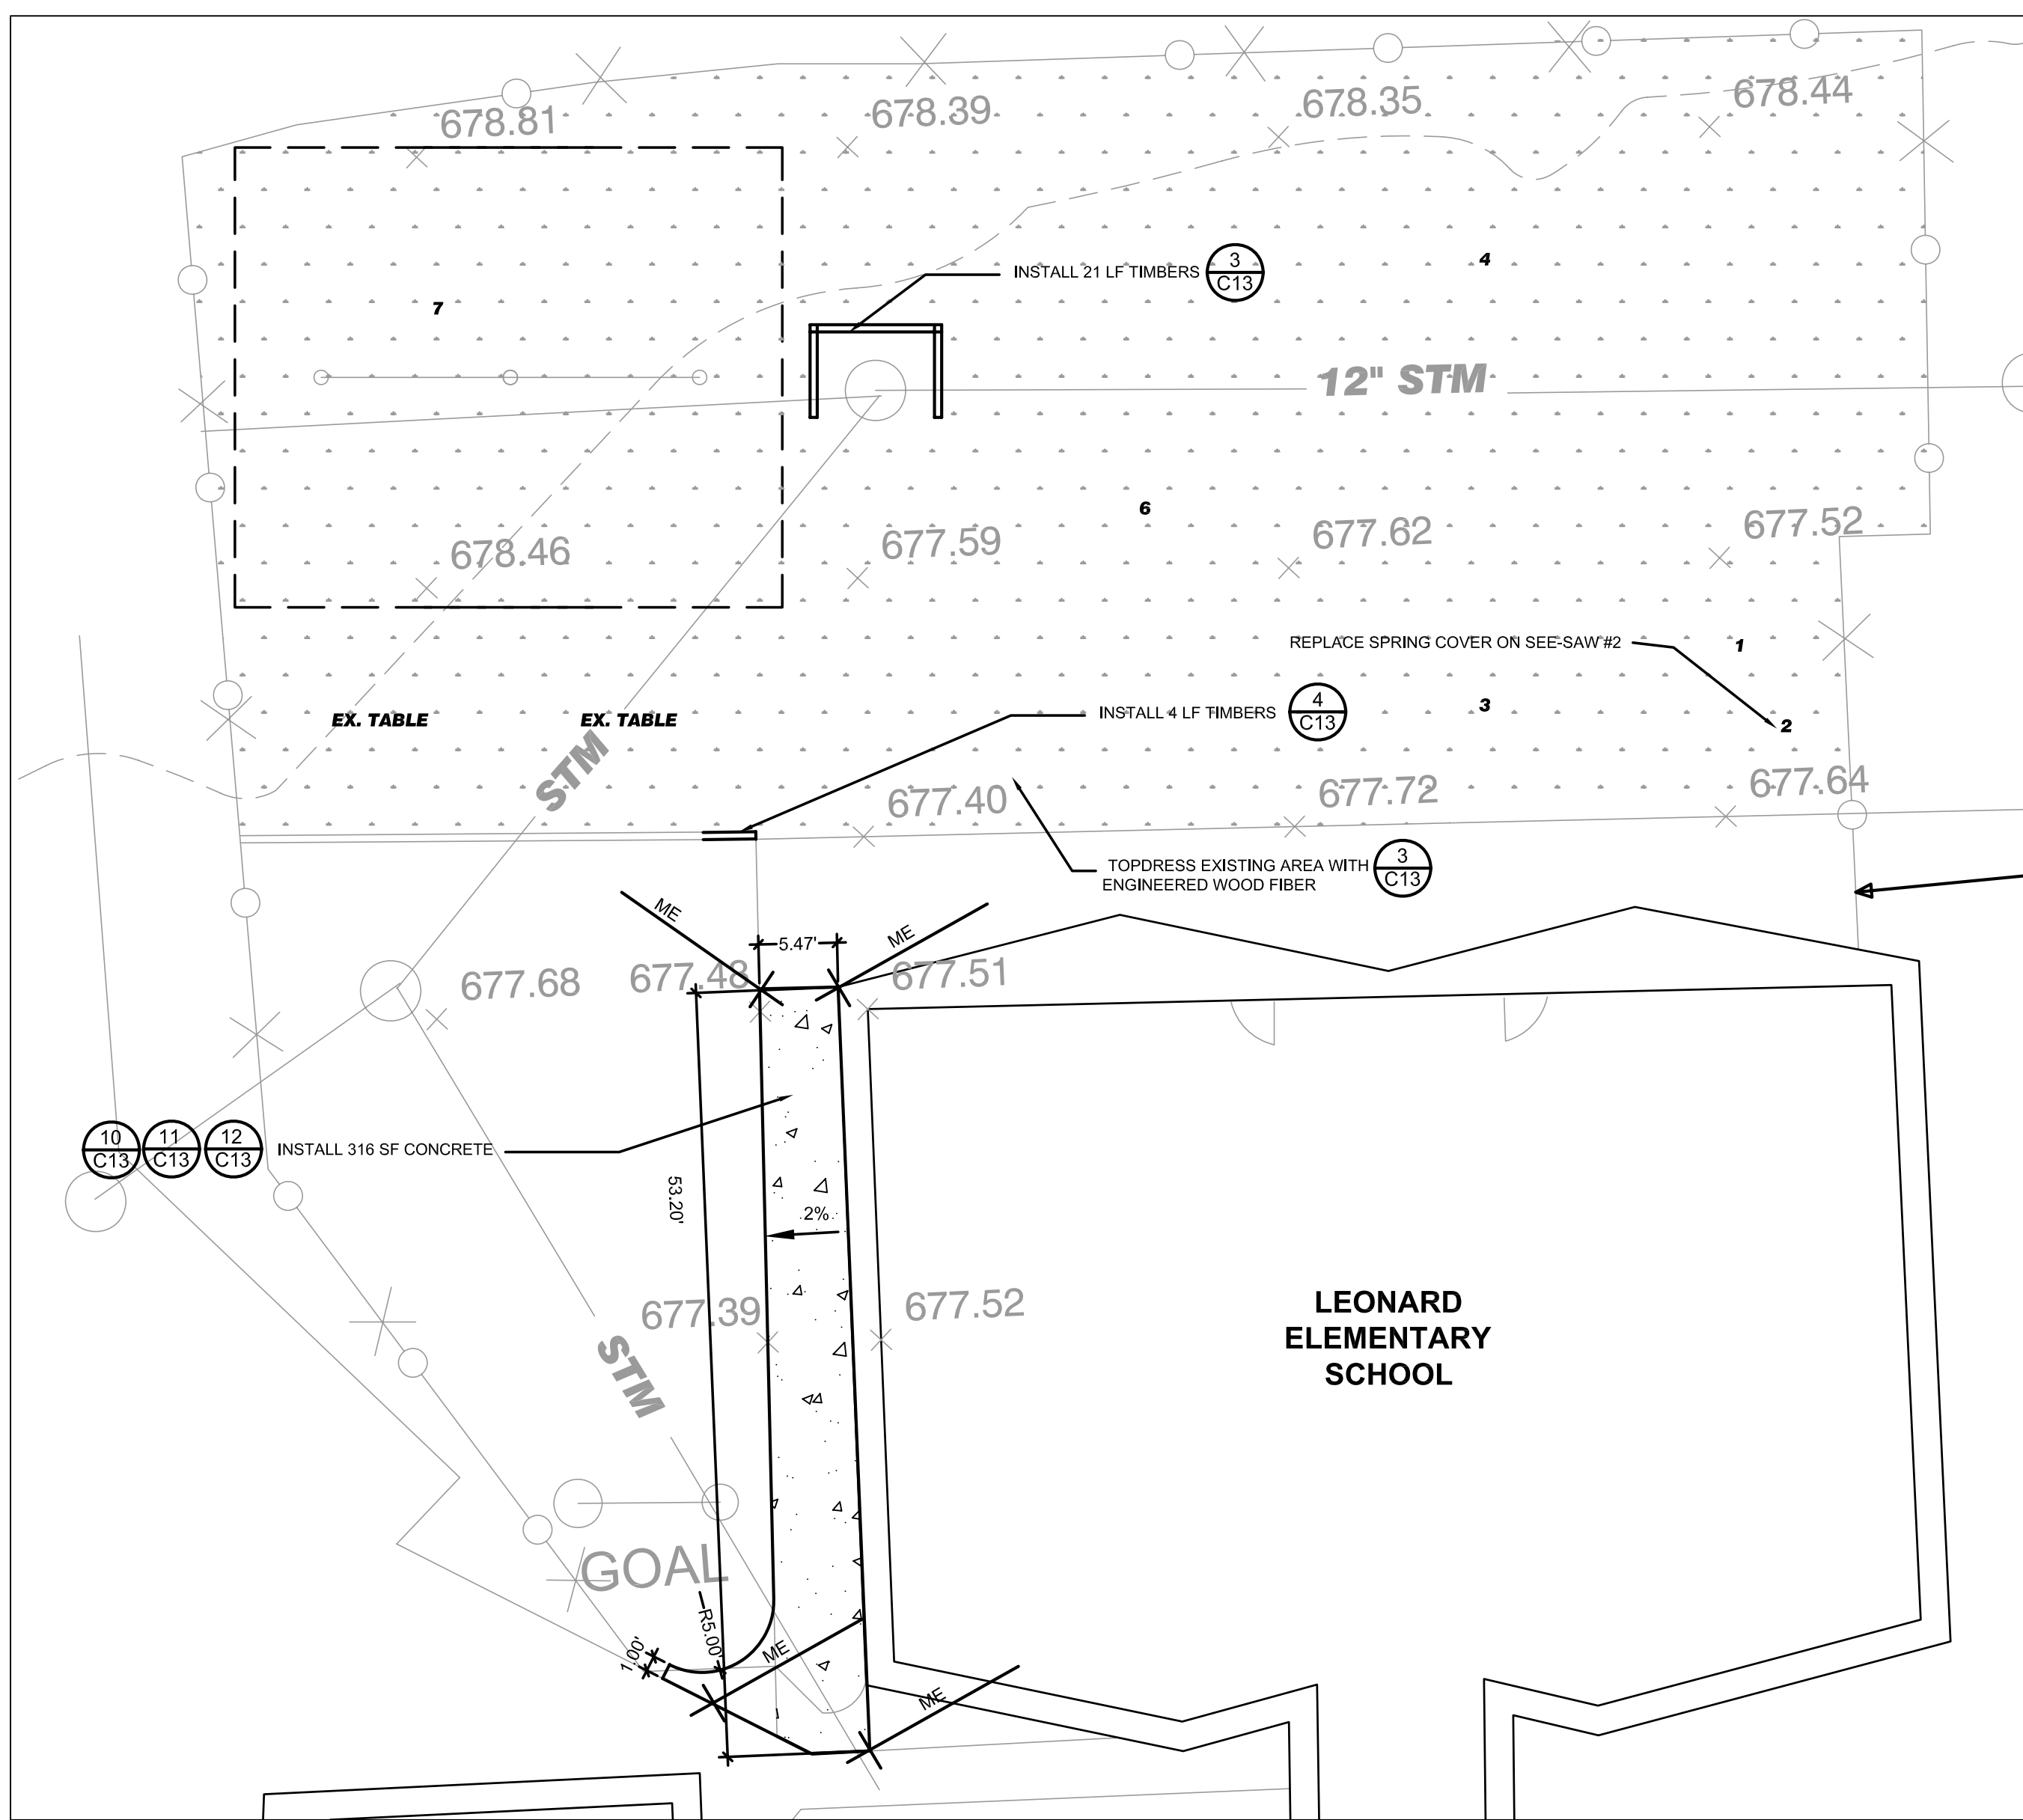 678.81
678.39
678.35
678.44
INSTALL 21 LF TIMBERS
3
C13
4
7
12" STM
6
678.46
677.59
677.62
677.52
REPLACE SPRING COVER ON SEE-SAW #2
1
EX. TABLE
EX. TABLE
INSTALL 4 LF TIMBERS
4
C13
3
2
STM
677.40
677.72
677.64
TOPDRESS EXISTING AREA WITH
ENGINEERED WOOD FIBER
3
C13
ME
5.47'
ME
677.68
677.48
677.51
10
C13
11
C13
12
C13
INSTALL 316 SF CONCRETE
53.20'
2%
677.39
677.52
LEONARD
ELEMENTARY
SCHOOL
STM
GOAL
1.00'
R5.00'
ME
ME